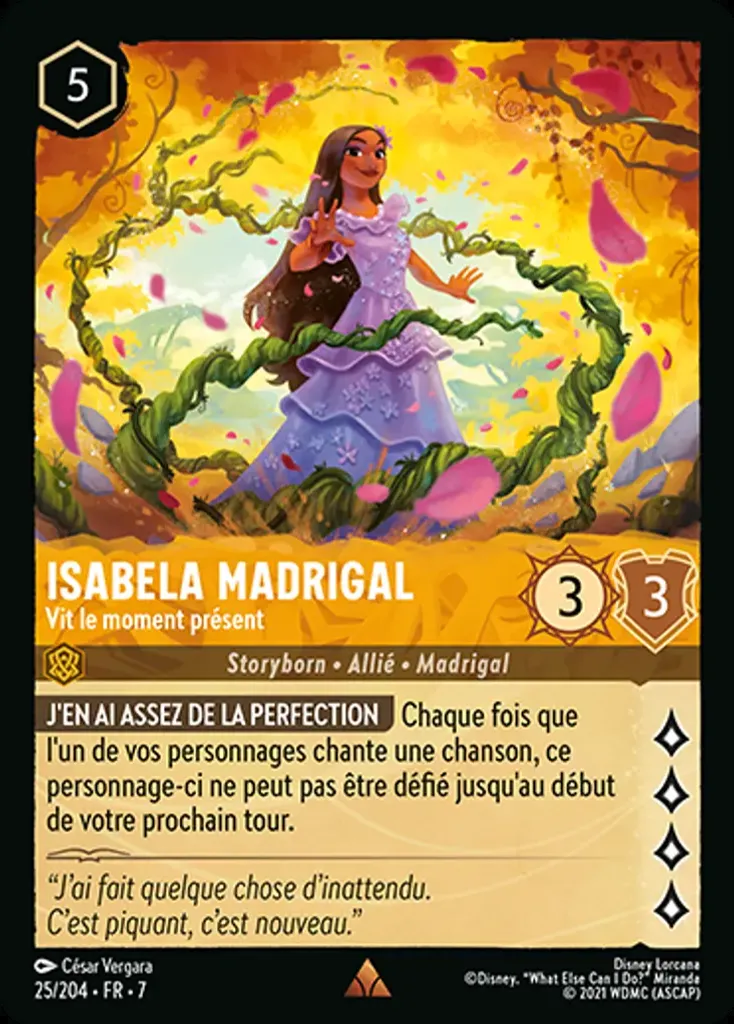 5
ISABELA MADRIGAL
Vit le moment présent
3
3
Storyborn • Allié • Madrigal
J'EN AI ASSEZ DE LA PERFECTION Chaque fois que
l'un de vos personnages chante une chanson, ce
personnage-ci ne peut pas être défié jusqu'au début
de votre prochain tour.
“J'ai fait quelque chose d'inattendu.
C'est piquant, c'est nouveau.”
César Vergara
25/204 • FR • 7
Disney Lorcana
©Disney. "What Else Can I Do?" Miranda
© 2021 WDMC (ASCAP)